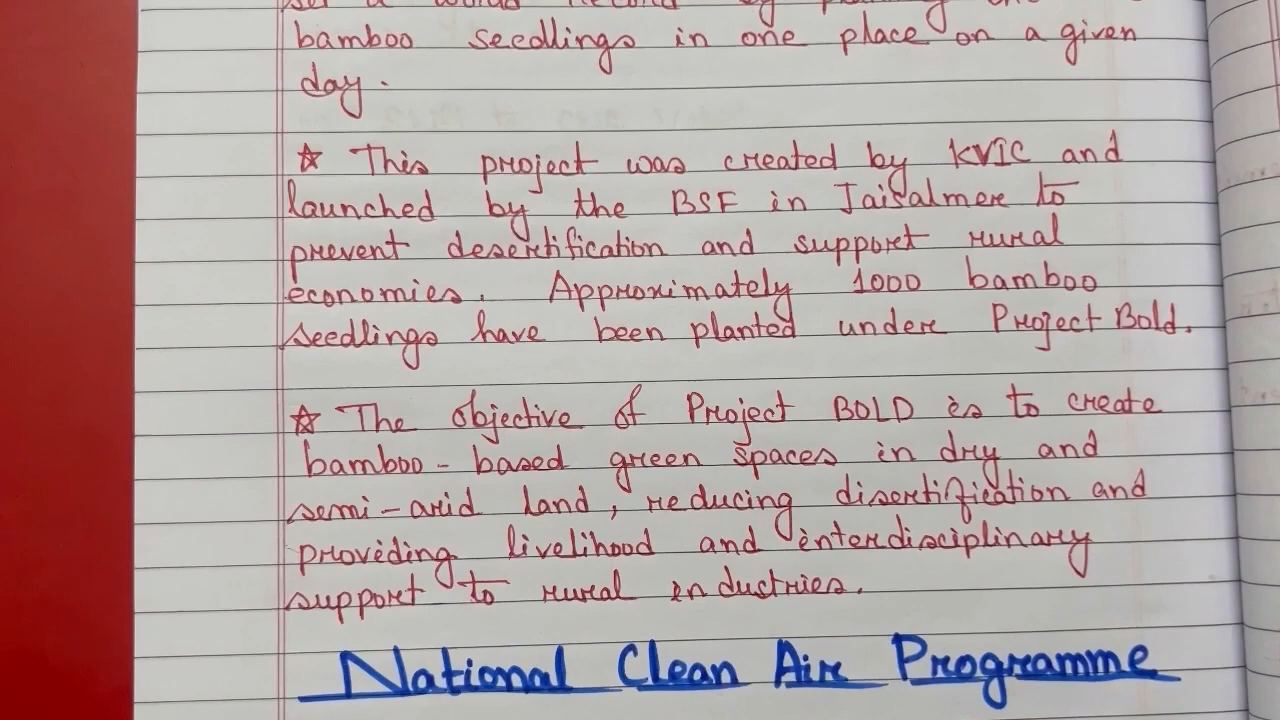 bamboo seedlings in one place on a given
day.
☆ This project was created by KVIC and
launched by the BSF in Jaisalmer to
prevent desertification and support rural
economies. Approximately 1000 bamboo
seedlings have been planted under Project Bold.
☆ The objective of Project BOLD is to create
bamboo-based green spaces in dry and
semi-arid land, reducing disertification and
providing livelihood and interdisciplinary
support to rural industries.
National Clean Air Programme